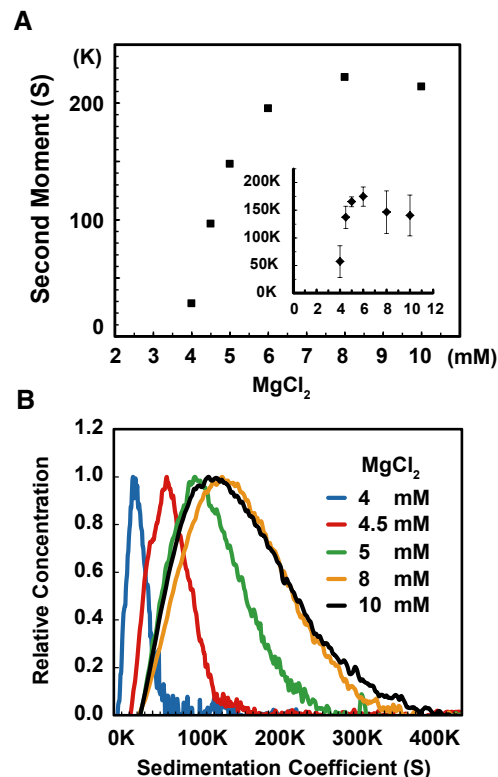 A
(K)
Second Moment (S)
200
100
0
2 3 4 5 6 7 8 9 10 (mM)
MgCl₂
200K
150K
100K
50K
0K
0 2 4 6 8 10 12
B
Relative Concentration
1.2
1.0
0.8
0.6
0.4
0.2
0.0
MgCl₂
4 mM
4.5 mM
5 mM
8 mM
10 mM
0K 100K 200K 300K 400K
Sedimentation Coefficient (S)